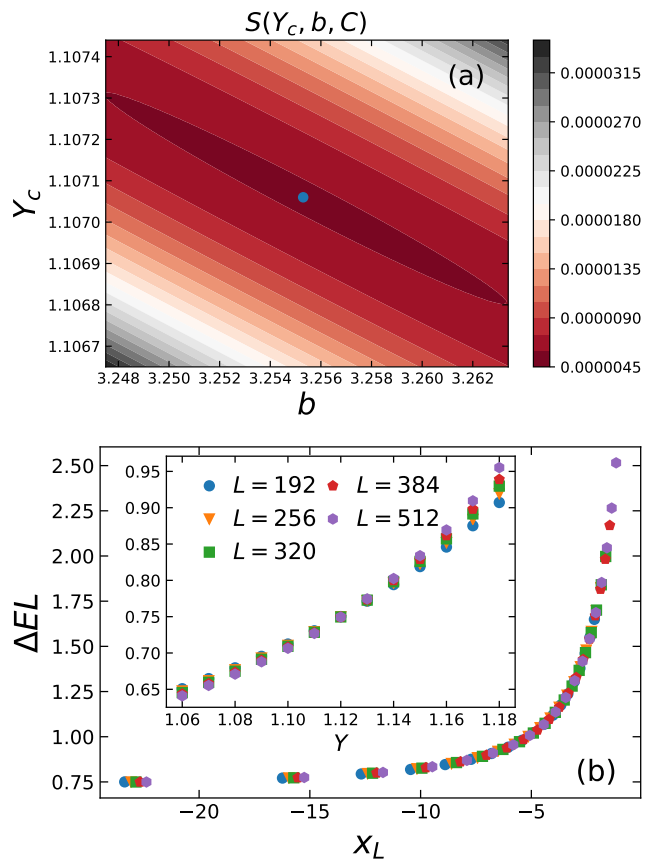 S(Y_c, b, C)
(a)
Y_c
1.1074
1.1073
1.1072
1.1071
1.1070
1.1069
1.1068
1.1067
3.248 3.250 3.252 3.254 3.256 3.258 3.260 3.262
b
0.0000315
0.0000270
0.0000225
0.0000180
0.0000135
0.0000090
0.0000045
ΔEL
2.50
2.25
2.00
1.75
1.50
1.25
1.00
0.75
0.95
0.90
0.85
0.80
0.75
0.70
0.65
L = 192 L = 384
L = 256 L = 512
L = 320
1.06 1.08 1.10 1.12 1.14 1.16 1.18
Y
(b)
−20 −15 −10 −5
x_L